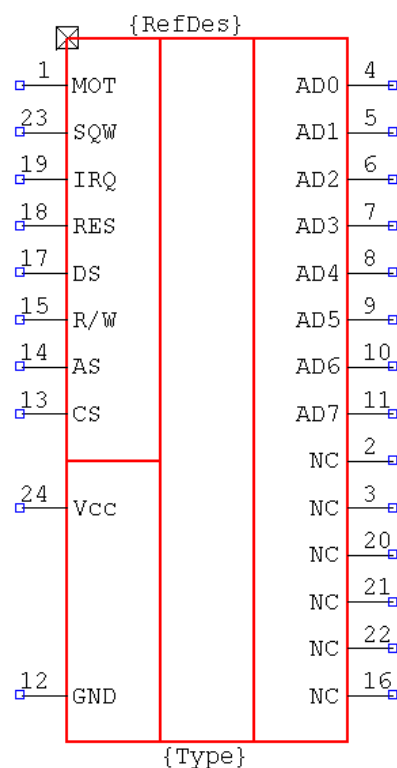 {RefDes}
1 MOT AD0 4
23 SQW AD1 5
19 IRQ AD2 6
18 RES AD3 7
17 DS AD4 8
15 R/W AD5 9
14 AS AD6 10
13 CS AD7 11
NC 2
24 Vcc NC 3
NC 20
NC 21
NC 22
12 GND NC 16
{Type}